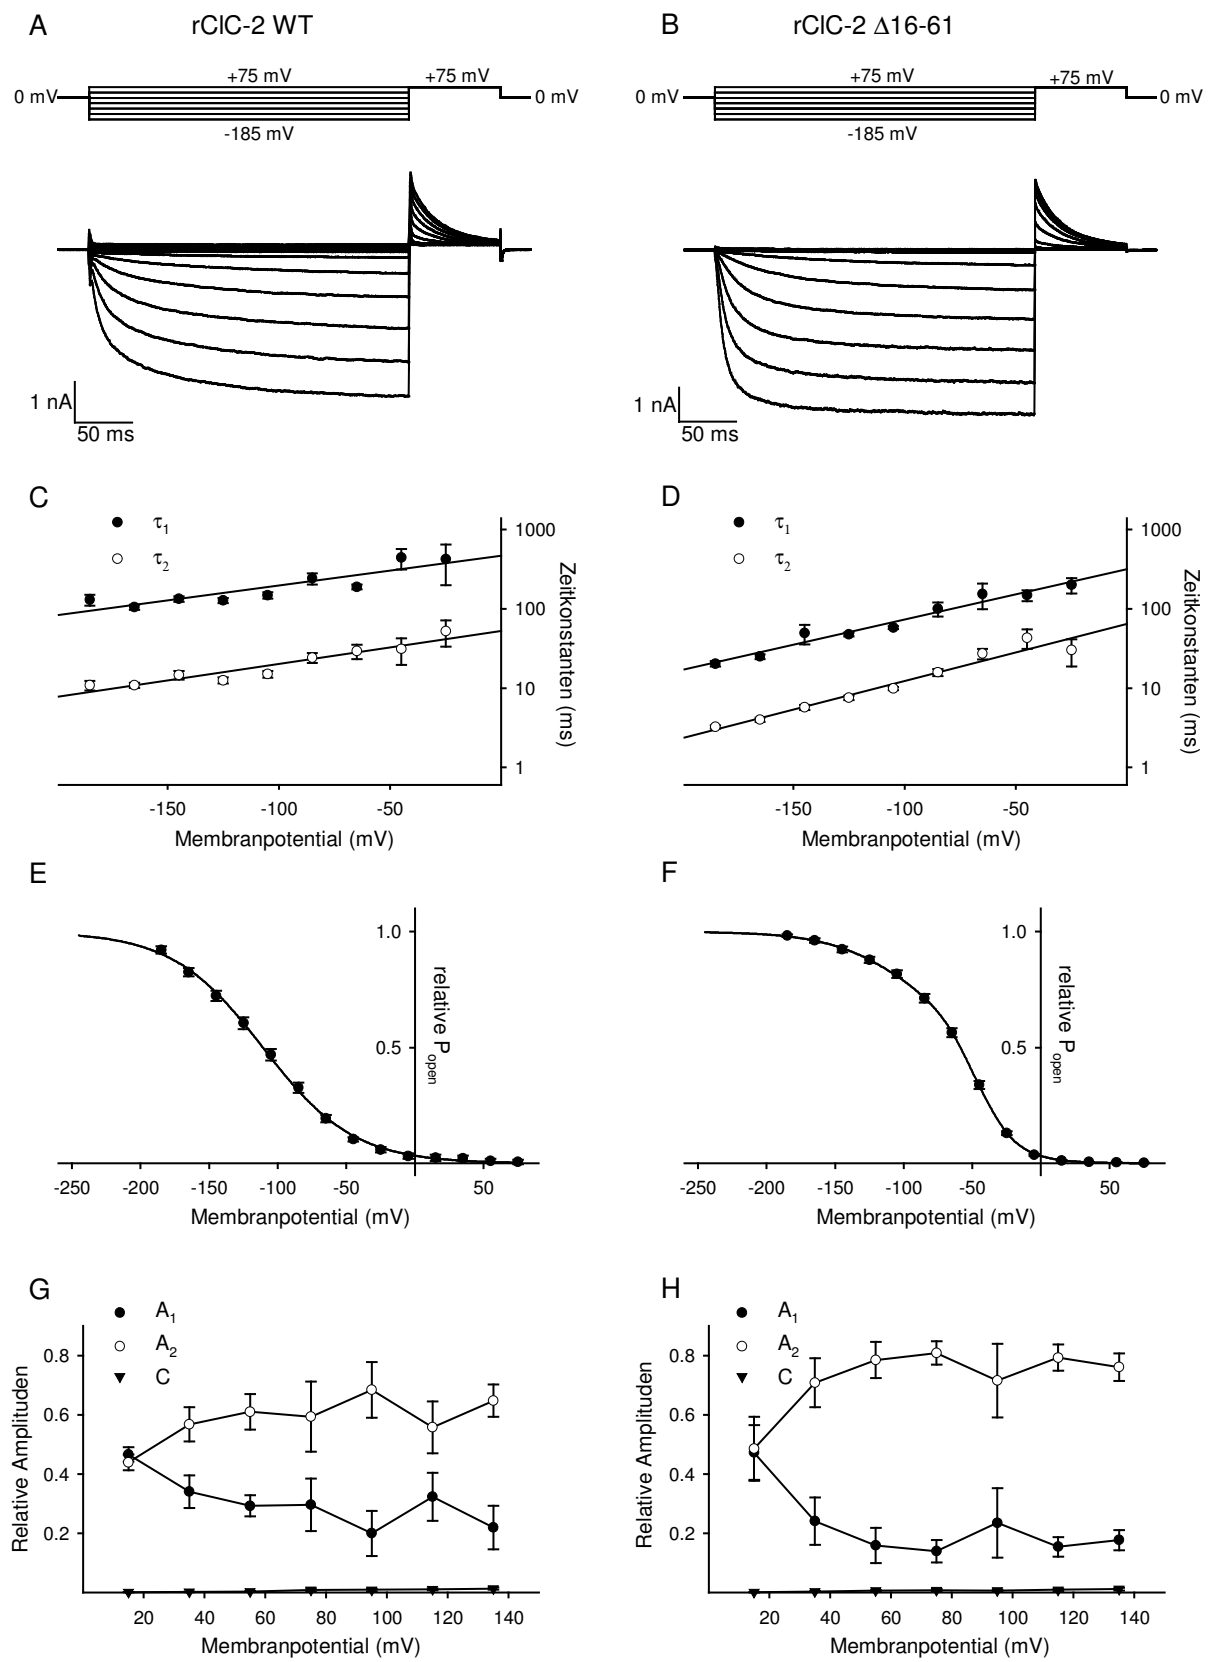 A rClC-2 WT
B rClC-2 Δ16-61
+75 mV +75 mV
0 mV 0 mV
-185 mV
+75 mV +75 mV
0 mV 0 mV
-185 mV
1 nA
50 ms
1 nA
50 ms
C
τ1
τ2
1000
100
10
1
Zeitkonstanten (ms)
-150 -100 -50
Membranpotential (mV)
D
τ1
τ2
1000
100
10
1
Zeitkonstanten (ms)
-150 -100 -50
Membranpotential (mV)
E
1.0
0.5
relative Popen
-250 -200 -150 -100 -50 50
Membranpotential (mV)
F
1.0
0.5
relative Popen
-250 -200 -150 -100 -50 50
Membranpotential (mV)
G
A1
A2
C
0.8
0.6
0.4
0.2
Relative Amplituden
20 40 60 80 100 120 140
Membranpotential (mV)
H
A1
A2
C
0.8
0.6
0.4
0.2
Relative Amplituden
20 40 60 80 100 120 140
Membranpotential (mV)